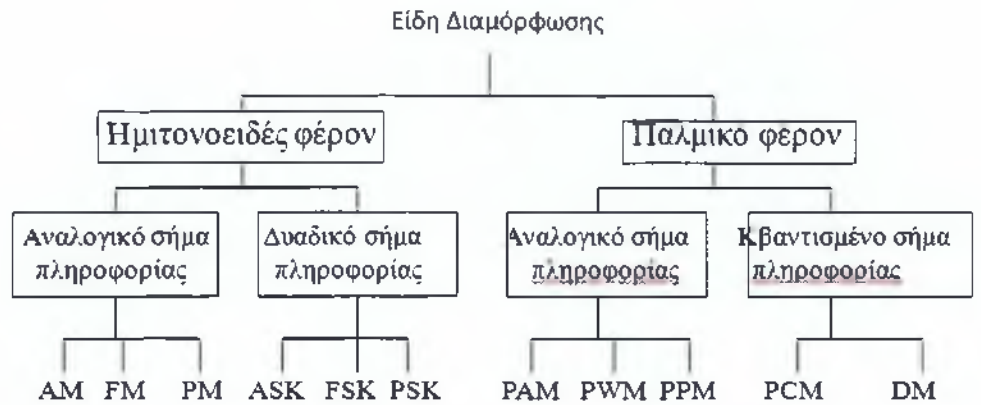 Είδη Διαμόρφωσης
Ημιτονοειδές φέρον
Παλμικο φερον
Αναλογικό σήμα
πληροφορίας
Δυαδικό σήμα
πληροφορίας
Αναλογικό σήμα
πληροφορίας
Κβαντισμένο σήμα
πληροφορίας
AM FM PM ASK FSK PSK PAM PWM PPM PCM DM